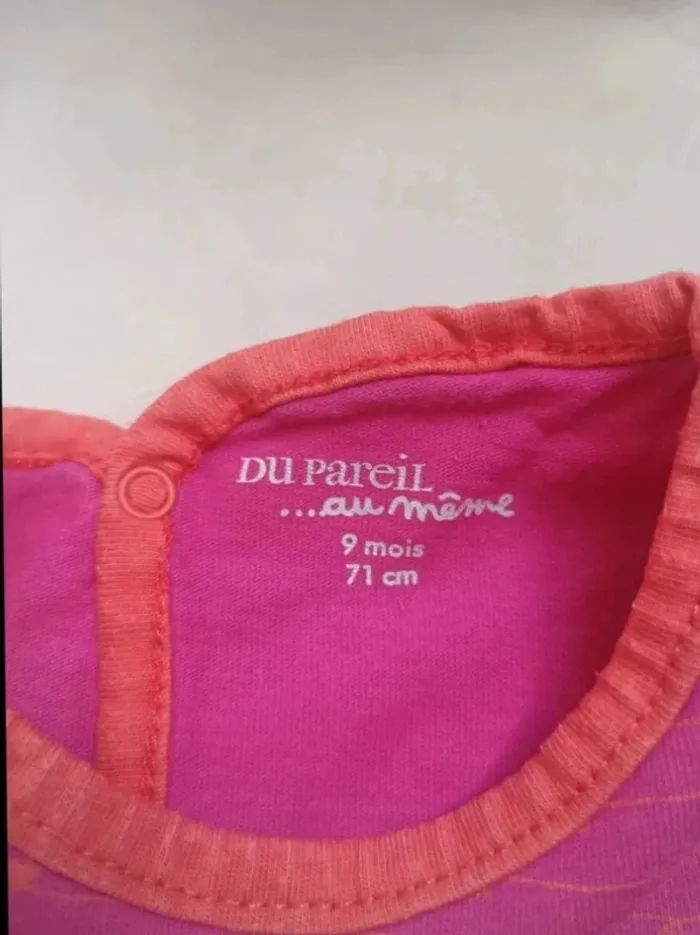 DU PAREIL
....au même
9 mois
71 cm